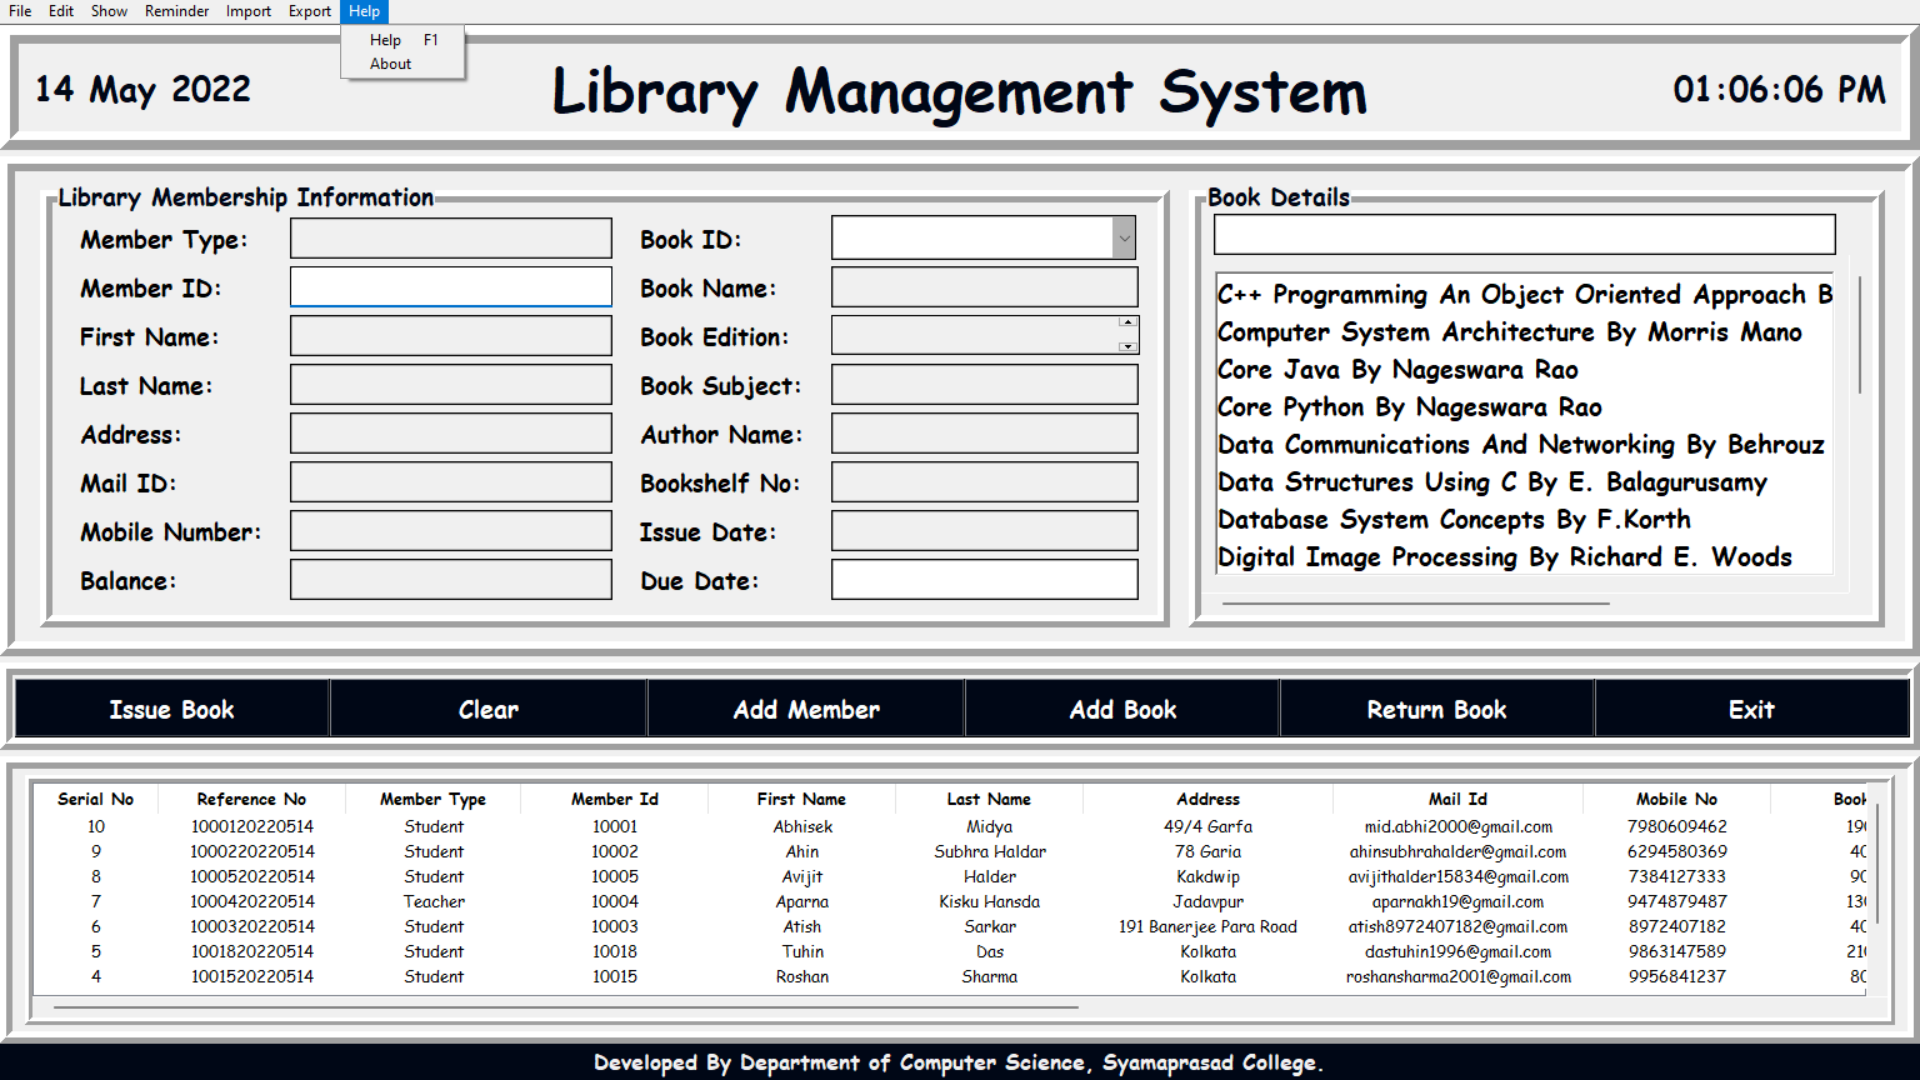 File Edit Show Reminder Import Export Help
Help F1
About
14 May 2022
Library Management System
01:06:06 PM
Library Membership Information
Member Type:
Member ID:
First Name:
Last Name:
Address:
Mail ID:
Mobile Number:
Balance:
Book ID:
Book Name:
Book Edition:
Book Subject:
Author Name:
Bookshelf No:
Issue Date:
Due Date:
Book Details
C++ Programming An Object Oriented Approach B
Computer System Architecture By Morris Mano
Core Java By Nageswara Rao
Core Python By Nageswara Rao
Data Communications And Networking By Behrouz
Data Structures Using C By E. Balagurusamy
Database System Concepts By F.Korth
Digital Image Processing By Richard E. Woods
Issue Book Clear Add Member Add Book Return Book Exit
Serial No Reference No Member Type Member Id First Name Last Name Address Mail Id Mobile No Book
10 1000120220514 Student 10001 Abhisek Midya 49/4 Garfa mid.abhi2000@gmail.com 7980609462
9 1000220220514 Student 10002 Ahin Subhra Haldar 78 Garia ahinsubhrahalder@gmail.com 6294580369
8 1000520220514 Student 10005 Avijit Halder Kakdwip avijithalder15834@gmail.com 7384127333
7 1000420220514 Teacher 10004 Aparna Kisku Hansda Jadavpur aparnakh19@gmail.com 9474879487
6 1000320220514 Student 10003 Atish Sarkar 191 Banerjee Para Road atish8972407182@gmail.com 8972407182
5 1001820220514 Student 10018 Tuhin Das Kolkata dastuhin1996@gmail.com 9863147589
4 1001520220514 Student 10015 Roshan Sharma Kolkata roshansharma2001@gmail.com 9956841237
Developed By Department of Computer Science, Syamaprasad College.